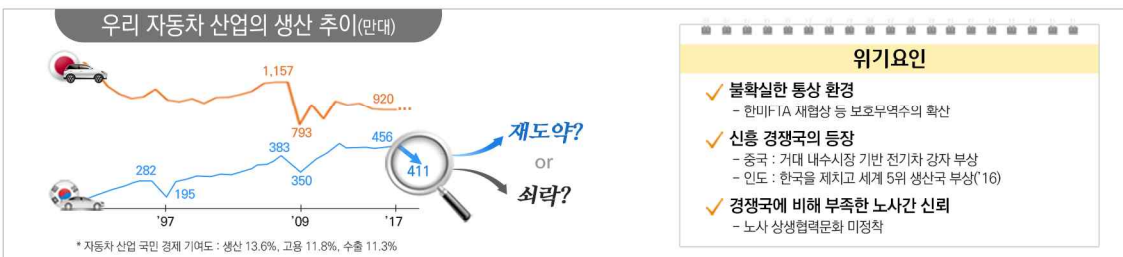 우리 자동차 산업의 생산 추이(만대)
1,157
793
920
282
195
383
350
456
411
'97
'09
'17
재도약?
or
쇠락?
* 자동차 산업 국민 경제 기여도 : 생산 13.6%, 고용 11.8%, 수출 11.3%
위기요인
불확실한 통상 환경
- 한미FTA 재협상 등 보호무역주의 확산
신흥 경쟁국의 등장
- 중국 : 거대 내수시장 기반 전기차 강자 부상
- 인도 : 한국을 제치고 세계 5위 생산국 부상('16)
경쟁국에 비해 부족한 노사간 신뢰
- 노사 상생협력문화 미정착